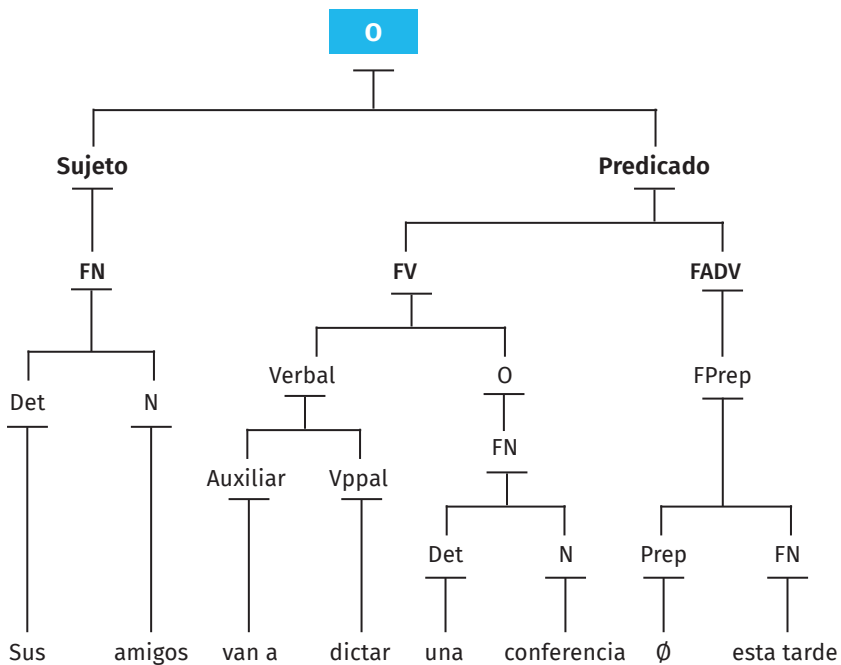 O
Sujeto Predicado
FN FV FADV
Verbal O FPrep
Det N
FN
Auxiliar Vppal
Det N Prep FN
Sus amigos van a dictar una conferencia Ø esta tarde